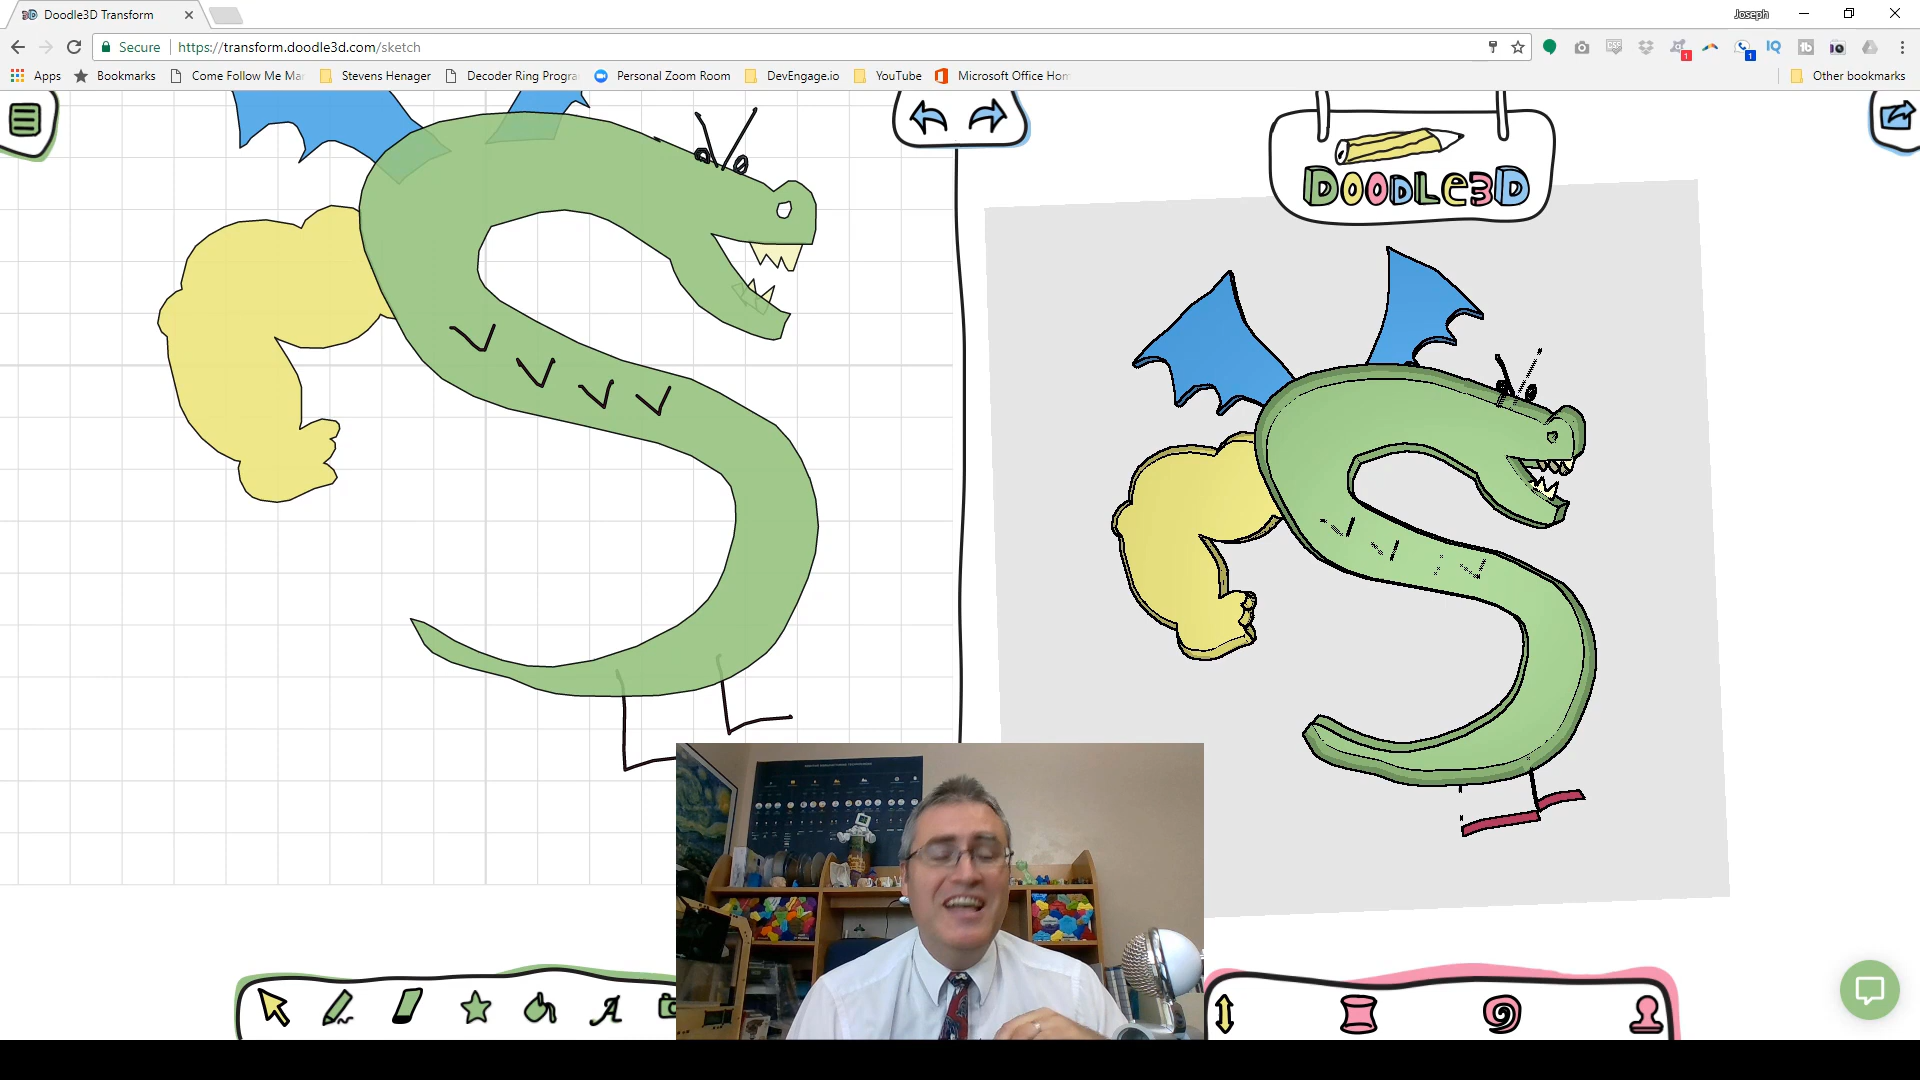 Doodle3D Transform
Joseph
Secure https://transform.doodle3d.com/sketch
Apps Bookmarks Come Follow Me Ma Stevens Henager Decoder Ring Progra Personal Zoom Room DevEngage.io YouTube Microsoft Office Hom Other bookmarks
DOODLE3D